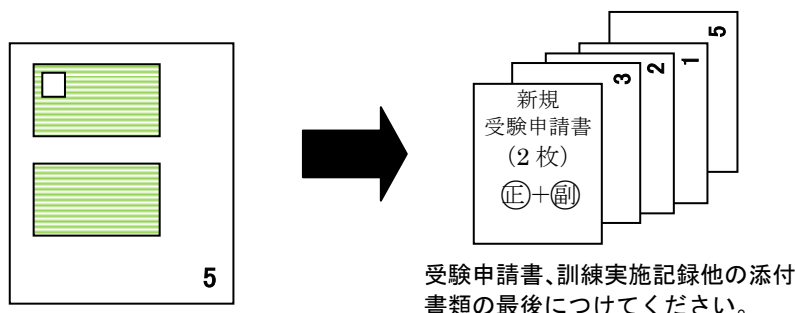 5
新規
受験申請書
（2 枚）
㊣+副
3
2
1
5
受験申請書、訓練実施記録他の添付
書類の最後につけてください。